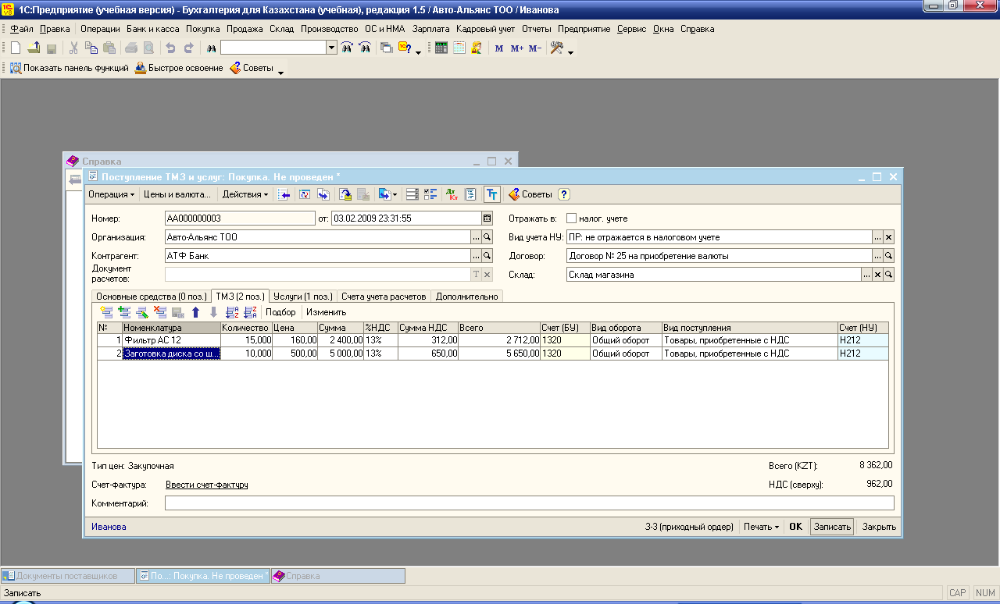 1С:Предприятие (учебная версия) - Бухгалтерия для Казахстана (учебная), редакция 1.5 / Авто-Альянс ТОО / Иванова
Файл Правка Операции Банк и касса Покупка Продажа Склад Производство ОС и НМА Зарплата Кадровый учет Отчеты Предприятие Сервис Окна Справка
M M+ M-
Показать панель функций Быстрое освоение Советы
Справка
Поступление ТМЗ и услуг: Покупка. Не проведен *
Операция Цены и валюта... Действия Дт Кт Тт Советы ?
Номер: АА000000003 от: 03.02.2009 23:31:55 Отражать в: налог. учете
Организация: Авто-Альянс ТОО ... Вид учета НУ: ПР: не отражается в налоговом учете ... x
Контрагент: АТФ Банк ... Договор: Договор № 25 на приобретение валюты ...
Документ расчетов: T x Склад: Склад магазина ... x
Основные средства (0 поз.) ТМЗ (2 поз.) Услуги (1 поз.) Счета учета расчетов Дополнительно
Подбор Изменить
№ Номенклатура Количество Цена Сумма %НДС Сумма НДС Всего Счет (БУ) Вид оборота Вид поступления Счет (НУ)
1 Фильтр АС 12 15,000 160,00 2 400,00 13% 312,00 2 712,00 1320 Общий оборот Товары, приобретенные с НДС Н212
2 Заготовка диска со ш... 10,000 500,00 5 000,00 13% 650,00 5 650,00 1320 Общий оборот Товары, приобретенные с НДС Н212
Тип цен: Закупочная Всего (KZT): 8 362,00
Счет-фактура: Ввести счет-фактуру НДС (сверху): 962,00
Комментарий:
Иванова З-3 (приходный ордер) Печать OK Записать Закрыть
Документы поставщиков По...: Покупка. Не проведен * Справка
Записать CAP NUM